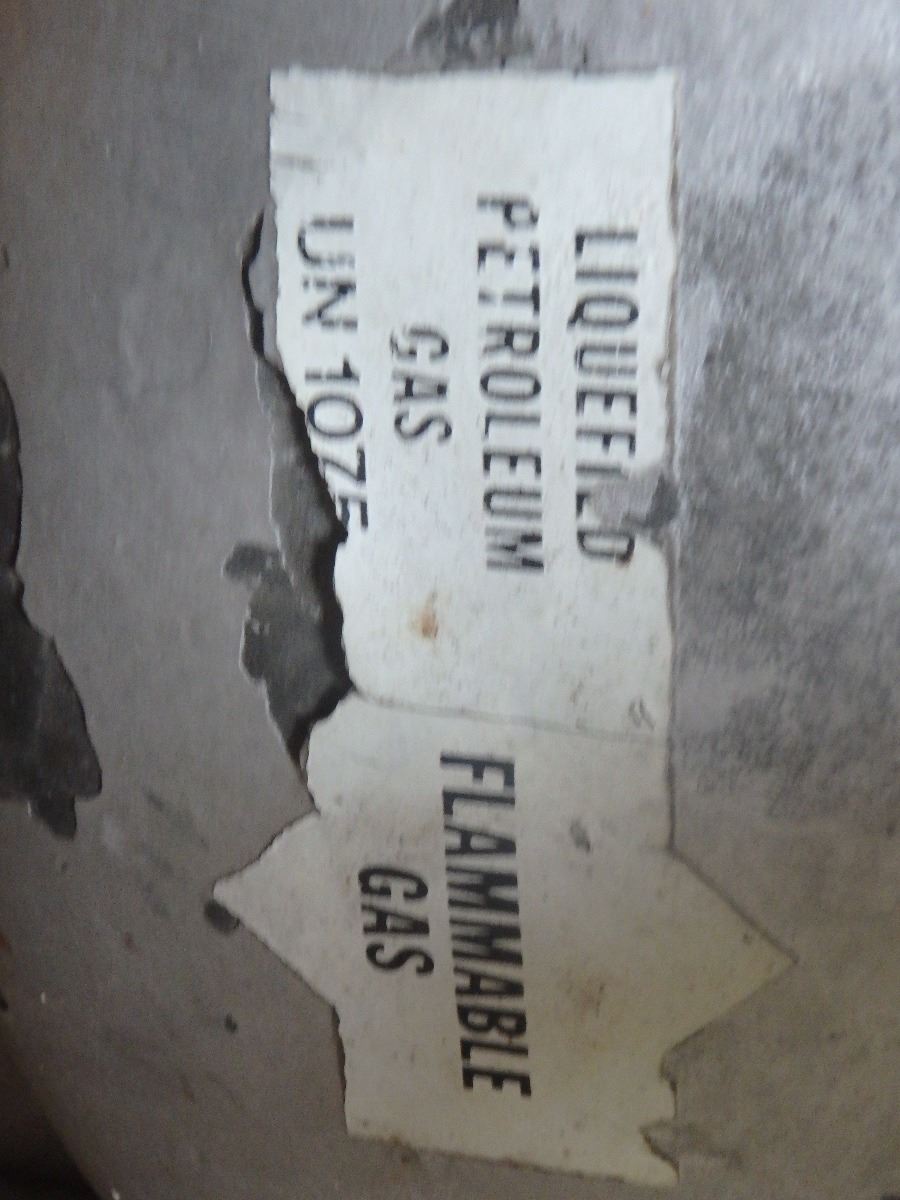 LIQUEFIED
PETROLEUM
GAS
UN 1075
FLAMMABLE
GAS